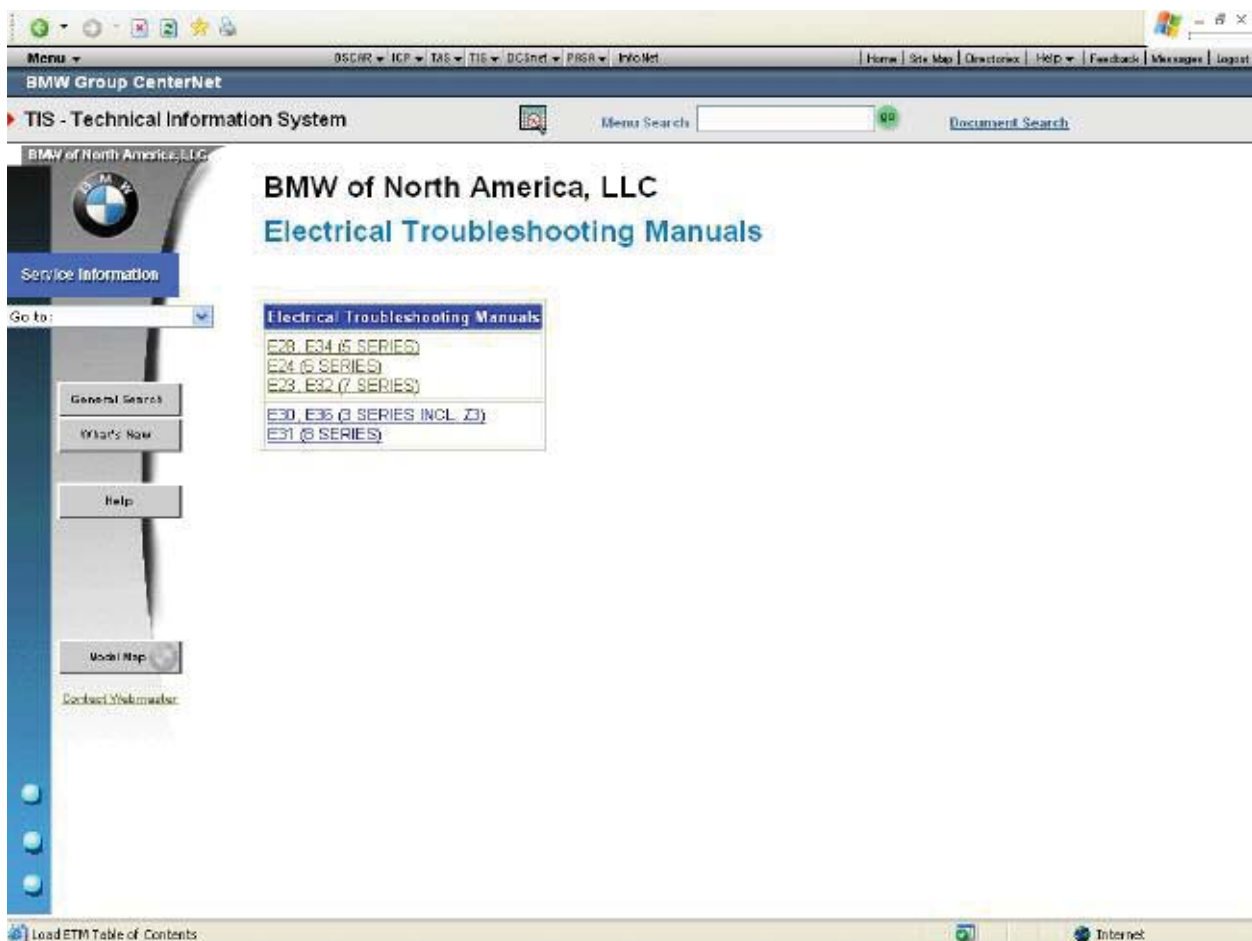 Menu OSCAR ICP TAS TIS DCSnet PRSR InfoNet | Home | Site Map | Directories | Help | Feedback | Messages | Logout
BMW Group CenterNet
TIS - Technical Information System Menu Search go Document Search
BMW of North America, LLC
BMW
BMW of North America, LLC
Electrical Troubleshooting Manuals
Service Information
Go to:
Electrical Troubleshooting Manuals
E28, E34 (5 SERIES)
E24 (6 SERIES)
E23, E32 (7 SERIES)
E30, E36 (3 SERIES INCL. Z3)
E31 (8 SERIES)
General Search
What's New
Help
Model Map
Contact Webmaster
Load ETM Table of Contents Internet